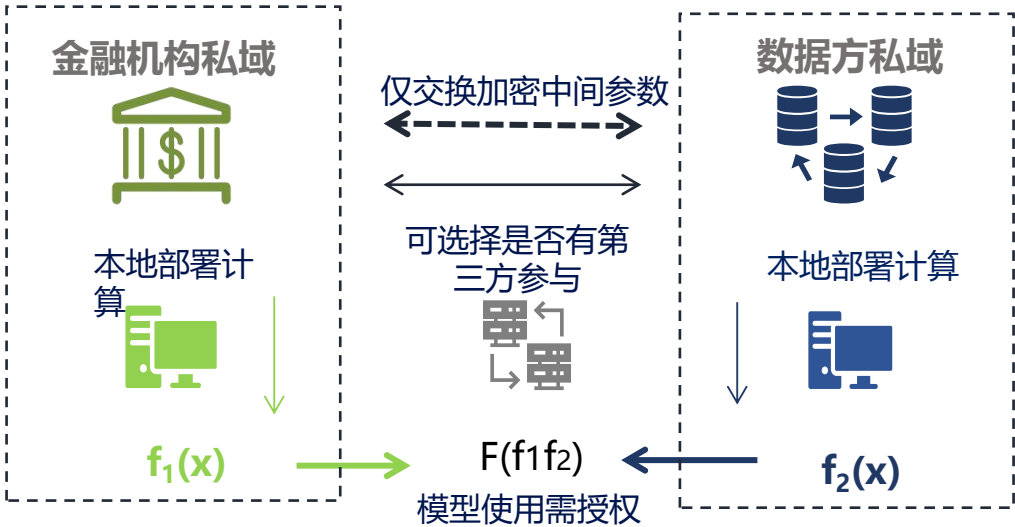 金融机构私域
$
本地部署计
算
f₁(x)
仅交换加密中间参数
可选择是否有第
三方参与
F(f1f2)
模型使用需授权
数据方私域
本地部署计算
f₂(x)